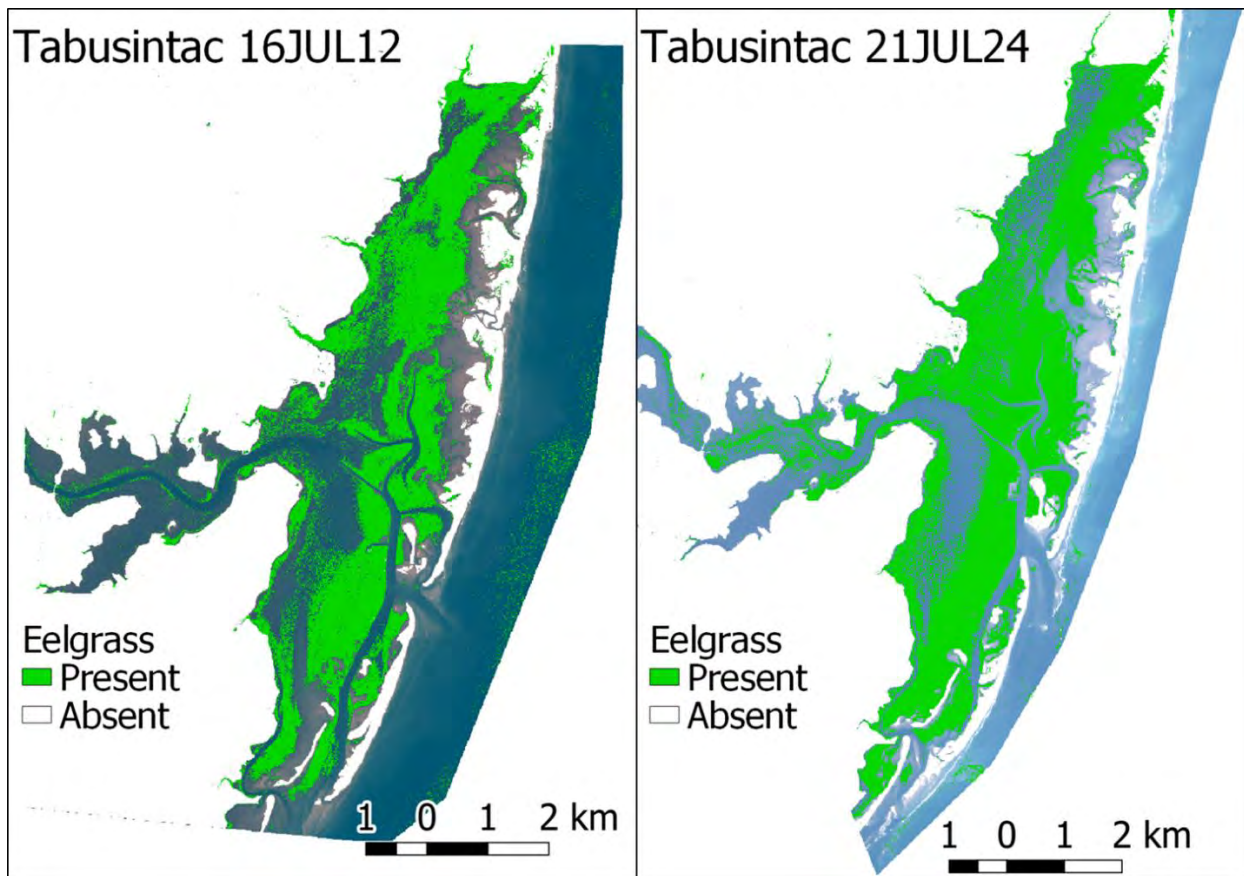 Tabusintac 16JUL12
Eelgrass
Present
Absent
1 0 1 2 km
Tabusintac 21JUL24
Eelgrass
Present
Absent
1 0 1 2 km